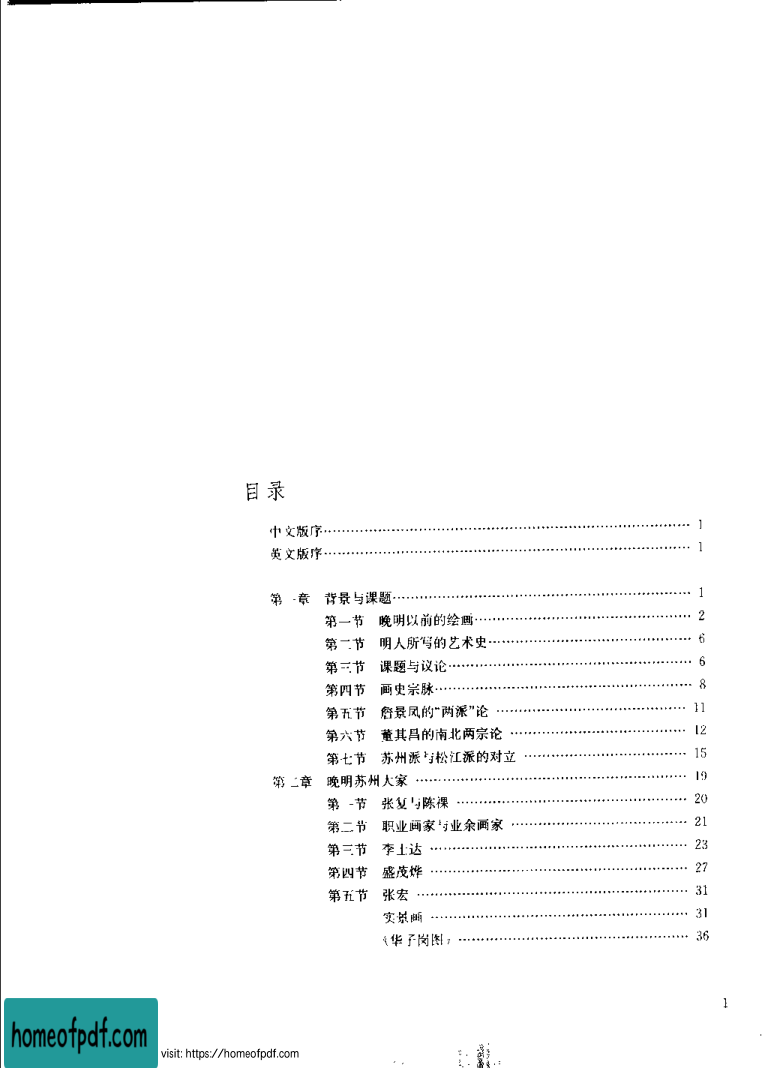 目录
中文版序…………………………………………………………………… 1
英文版序…………………………………………………………………… 1
第一章 背景与课题………………………………………………………… 1
第一节 晚明以前的绘画………………………………………… 2
第二节 明人所写的艺术史……………………………………… 6
第三节 课题与议论……………………………………………… 6
第四节 画史宗脉………………………………………………… 8
第五节 詹景凤的“两派”论 …………………………………… 11
第六节 董其昌的南北两宗论 ………………………………… 12
第七节 苏州派与松江派的对立 ……………………………… 15
第二章 晚明苏州大家 …………………………………………………… 19
第一节 张复与陈裸 …………………………………………… 20
第二节 职业画家与业余画家 ………………………………… 21
第三节 李士达 ………………………………………………… 23
第四节 盛茂烨 ………………………………………………… 27
第五节 张宏 …………………………………………………… 31
实景画 ………………………………………………… 31
《华子岗图》 …………………………………………… 36
1
homeofpdf.com
visit: https://homeofpdf.com